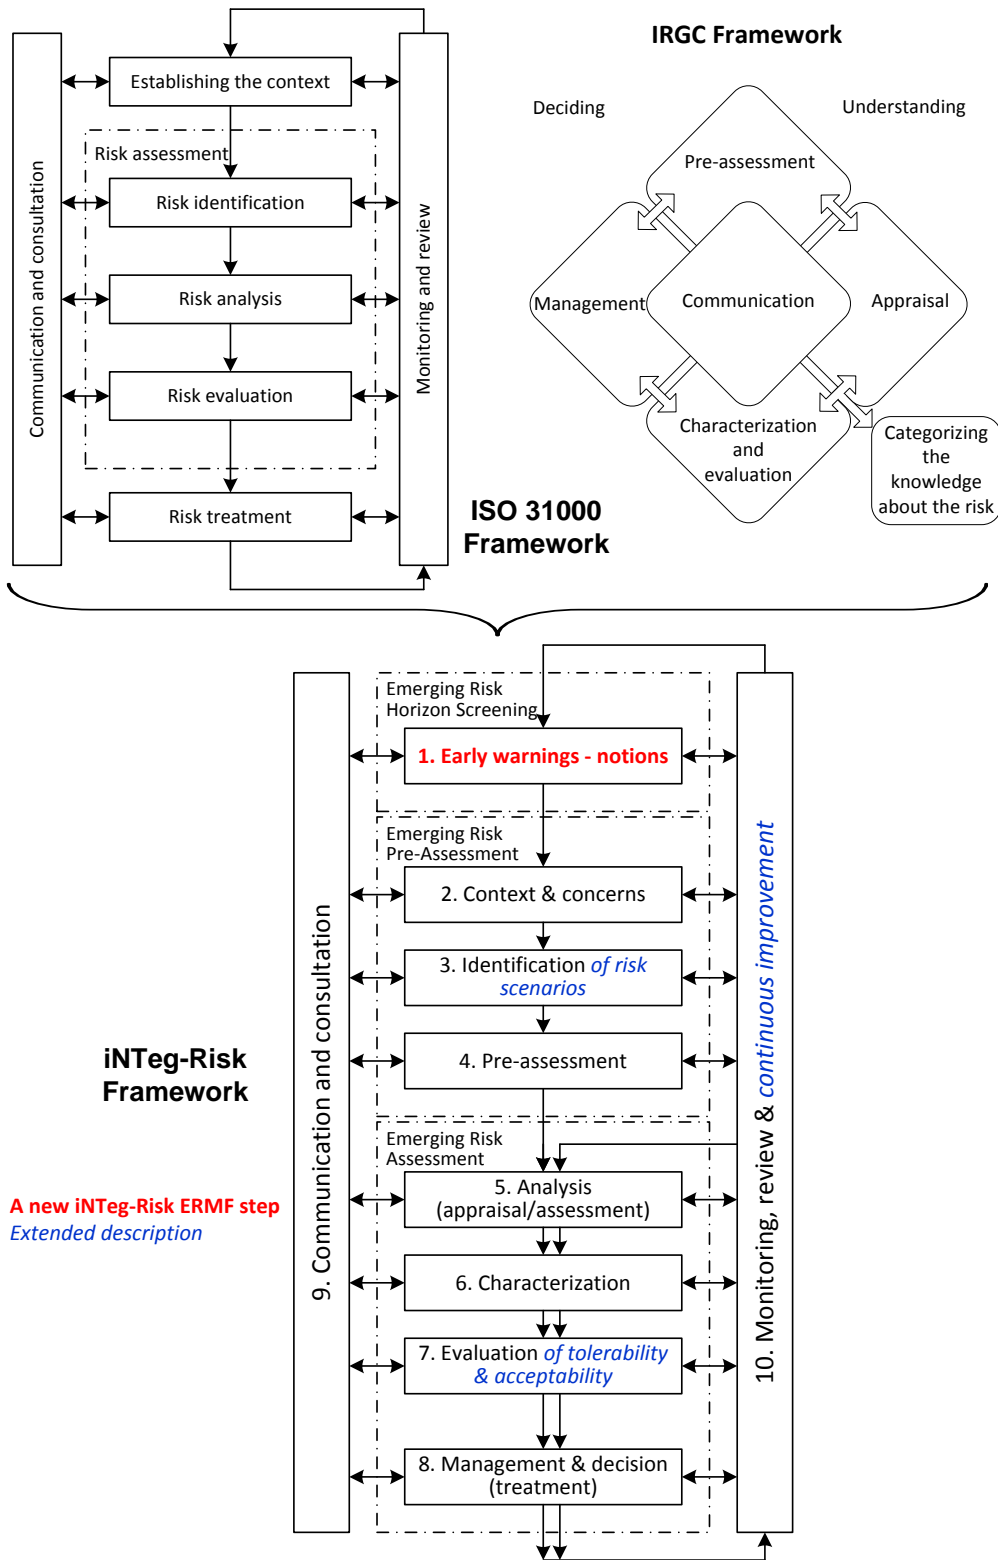 IRGC Framework
Establishing the context
Risk assessment
Risk identification
Risk analysis
Risk evaluation
Risk treatment
Communication and consultation
Monitoring and review
ISO 31000
Framework
Deciding
Understanding
Pre-assessment
Management
Communication
Appraisal
Characterization
and
evaluation
Categorizing
the
knowledge
about the risk
Emerging Risk
Horizon Screening
1. Early warnings - notions
Emerging Risk
Pre-Assessment
2. Context & concerns
3. Identification of risk
scenarios
4. Pre-assessment
Emerging Risk
Assessment
5. Analysis
(appraisal/assessment)
6. Characterization
7. Evaluation of tolerability
& acceptability
8. Management & decision
(treatment)
9. Communication and consultation
10. Monitoring, review & continuous improvement
iNTeg-Risk
Framework
A new iNTeg-Risk ERMF step
Extended description